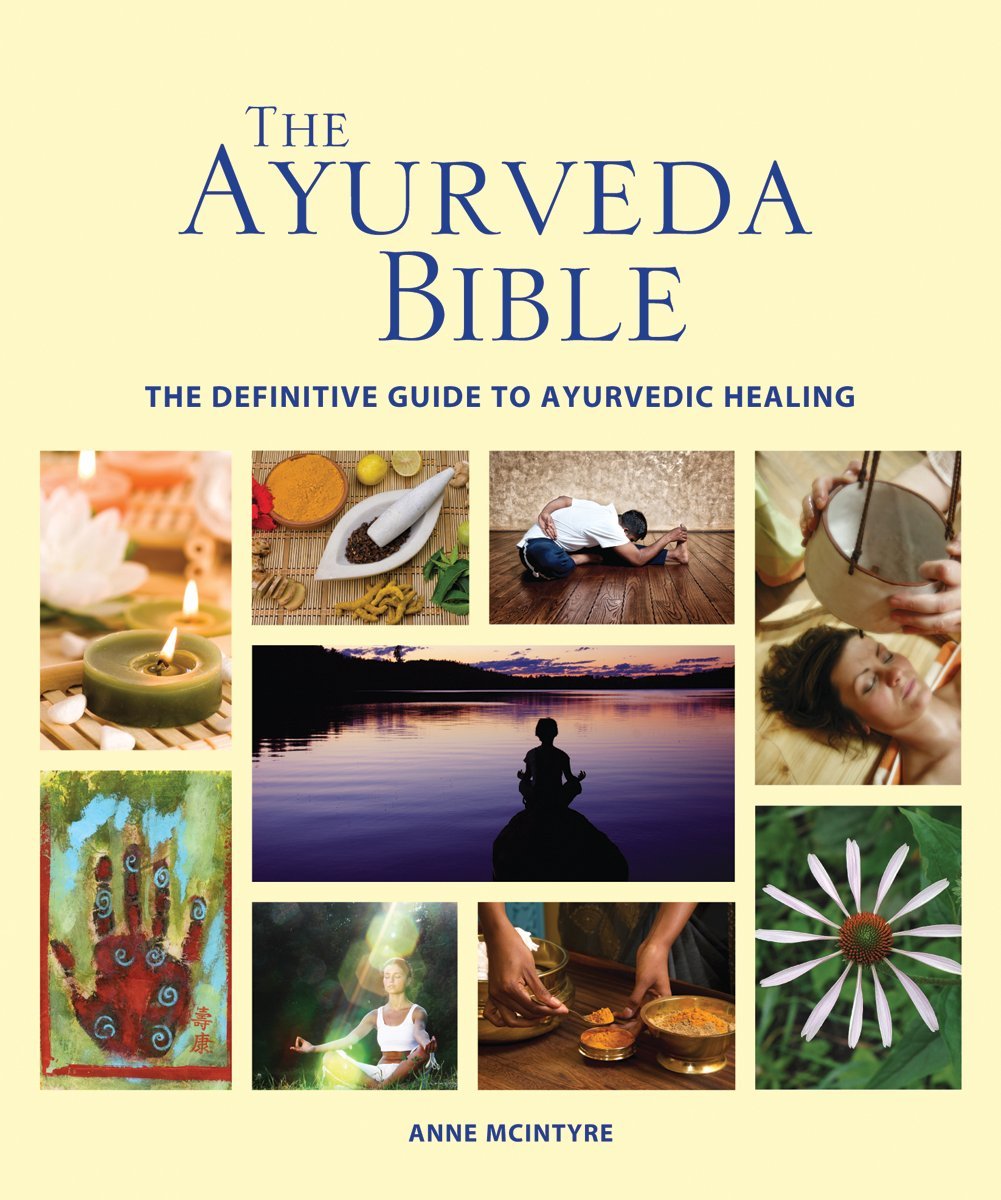 THE
AYURVEDA
BIBLE
THE DEFINITIVE GUIDE TO AYURVEDIC HEALING
壽
康
ANNE MCINTYRE